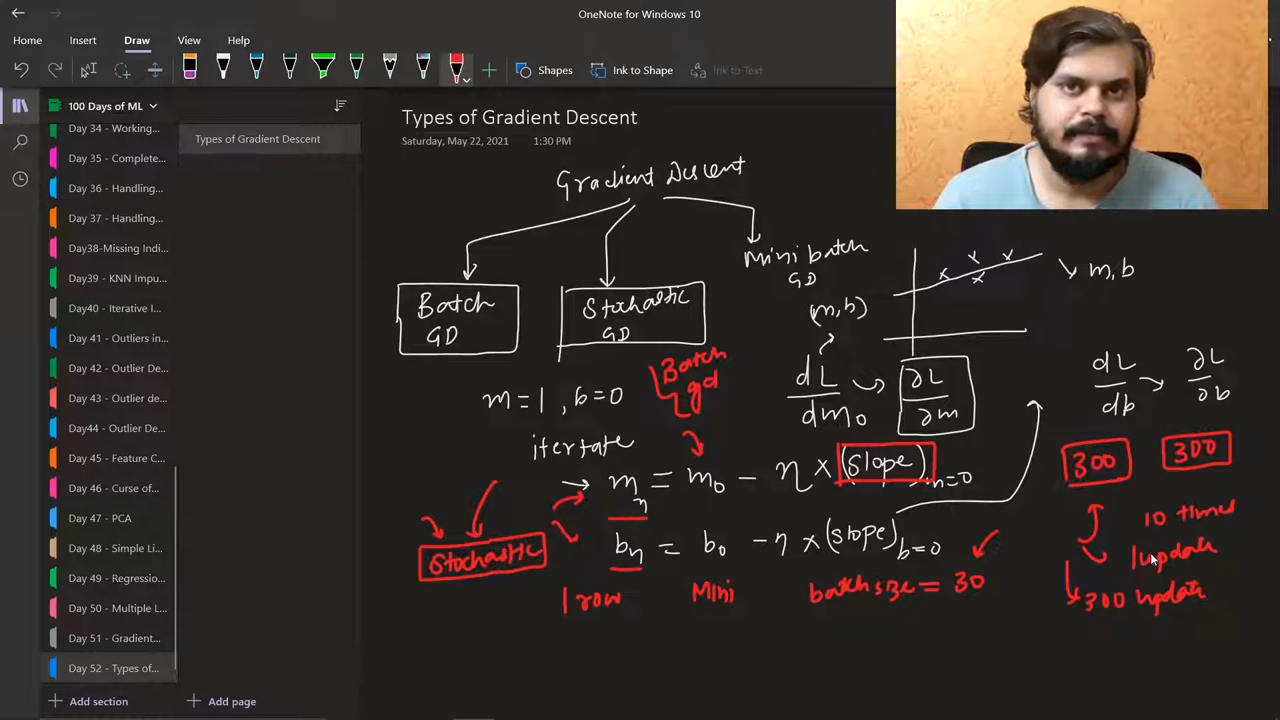 OneNote for Windows 10
Home Insert Draw View Help
Shapes Ink to Shape Ink to Text
100 Days of ML
Day 34 - Working...
Day 35 - Complete...
Day 36 - Handling...
Day 37 - Handling...
Day38-Missing Indi...
Day39 - KNN Impu...
Day40 - Iterative I...
Day 41 - Outliers in...
Day 42 - Outlier De...
Day 43 - Outlier de...
Day44 - Outlier De...
Day 45 - Feature C...
Day 46 - Curse of...
Day 47 - PCA
Day 48 - Simple Li...
Day 49 - Regressio...
Day 50 - Multiple L...
Day 51 - Gradient...
Day 52 - Types of...
Add section
Add page
Types of Gradient Descent
Types of Gradient Descent
Saturday, May 22, 2021 1:30 PM
Gradient Descent
Batch GD
Stochastic GD
Mini batch GD
m, b
(m, b)
m=1, b=0
Batch gd
dL/dm₀
∂L/∂m
dL/db
∂L/∂b
itertate
mₙ = m₀ - η × (slope) m=0
300 300
Stochastic
bₙ = b₀ - η × (slope) b=0
10 times
1 update
300 update
1 row
Mini
batch size = 30